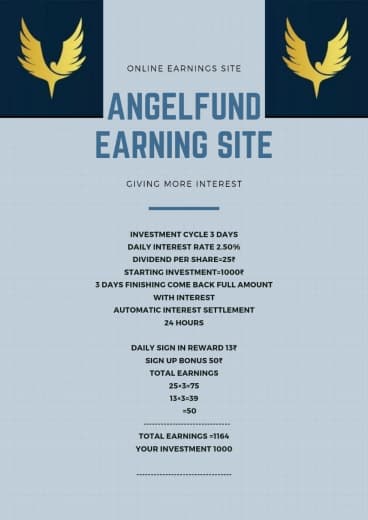 ONLINE EARNINGS SITE
ANGELFUND
EARNING SITE
GIVING MORE INTEREST
INVESTMENT CYCLE 3 DAYS
DAILY INTEREST RATE 2.50%
DIVIDEND PER SHARE=25₹
STARTING INVESTMENT=1000₹
3 DAYS FINISHING COME BACK FULL AMOUNT
WITH INTEREST
AUTOMATIC INTEREST SETTLEMENT
24 HOURS
DAILY SIGN IN REWARD 13₹
SIGN UP BONUS 50₹
TOTAL EARNINGS
25×3=75
13×3=39
=50
------------------------------
TOTAL EARNINGS =1164
YOUR INVESTMENT 1000
---------------------------------